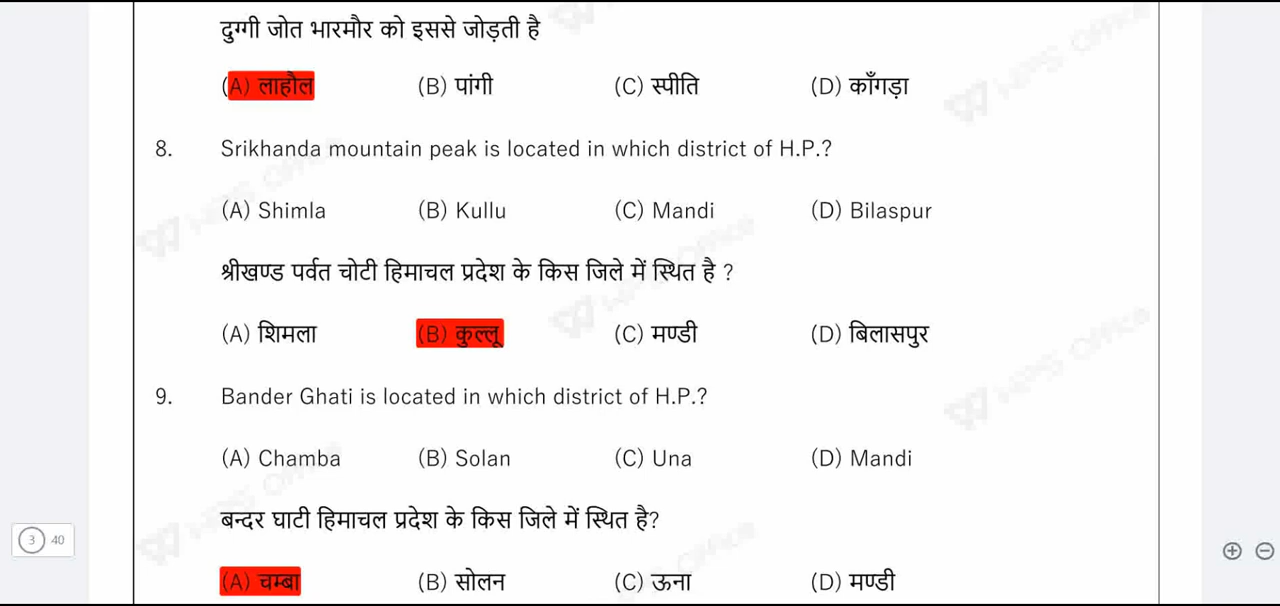 दुग्गी जोत भारमौर को इससे जोड़ती है
(A) लाहौल (B) पांगी (C) स्पीति (D) काँगड़ा
8. Srikhanda mountain peak is located in which district of H.P.?
(A) Shimla (B) Kullu (C) Mandi (D) Bilaspur
श्रीखण्ड पर्वत चोटी हिमाचल प्रदेश के किस जिले में स्थित है ?
(A) शिमला (B) कुल्लू (C) मण्डी (D) बिलासपुर
9. Bander Ghati is located in which district of H.P.?
(A) Chamba (B) Solan (C) Una (D) Mandi
बन्दर घाटी हिमाचल प्रदेश के किस जिले में स्थित है?
3 40
(A) चम्बा (B) सोलन (C) ऊना (D) मण्डी